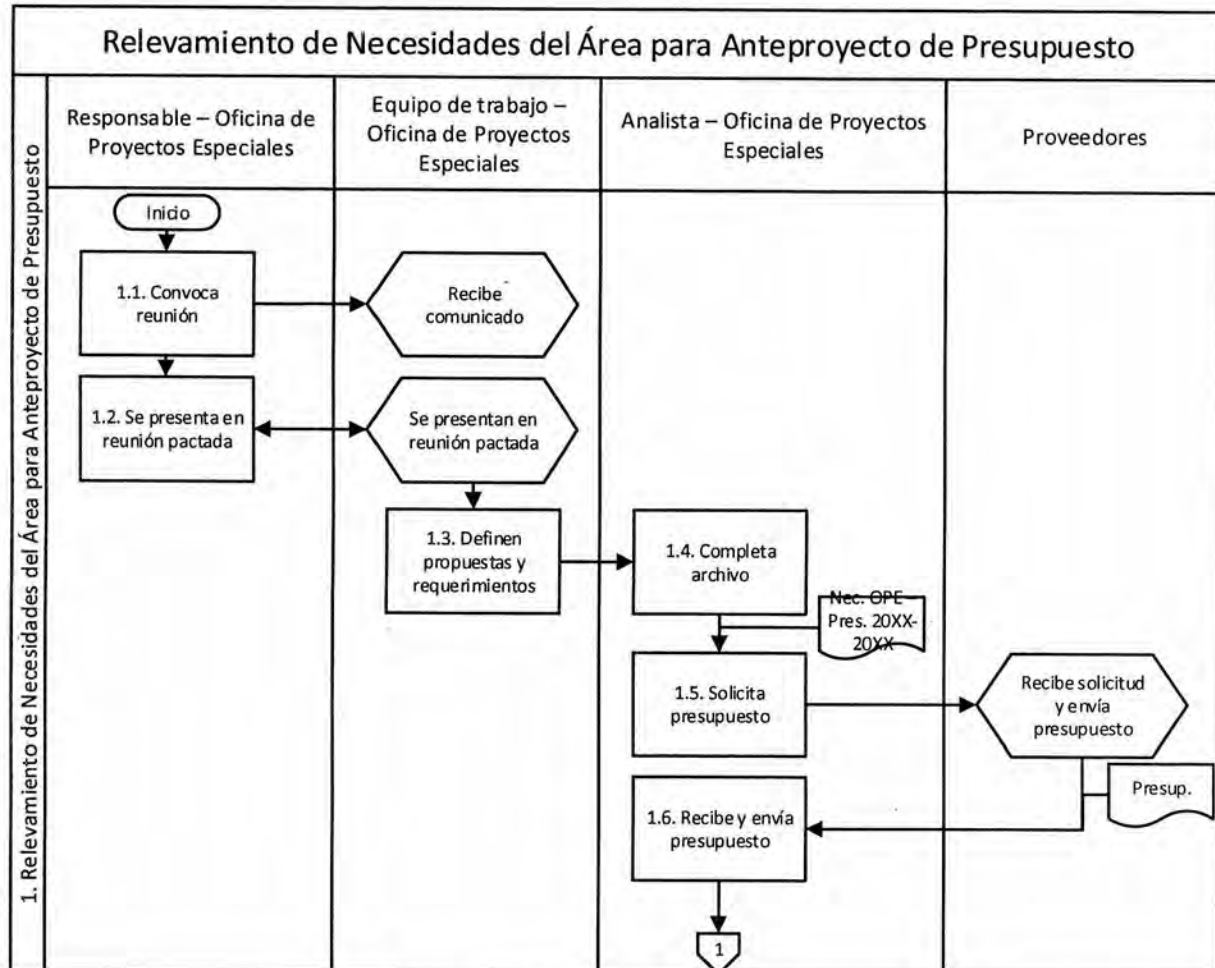 Relevamiento de Necesidades del Área para Anteproyecto de Presupuesto
1. Relevamiento de Necesidades del Área para Anteproyecto de Presupuesto
Responsable – Oficina de
Proyectos Especiales
Equipo de trabajo –
Oficina de Proyectos
Especiales
Analista – Oficina de Proyectos
Especiales
Proveedores
Inicio
1.1. Convoca
reunión
Recibe
comunicado
1.2. Se presenta en
reunión pactada
Se presentan en
reunión pactada
1.3. Definen
propuestas y
requerimientos
1.4. Completa
archivo
Nec. OPE –
Pres. 20XX-
20XX
1.5. Solicita
presupuesto
Recibe solicitud
y envía
presupuesto
Presup.
1.6. Recibe y envía
presupuesto
1